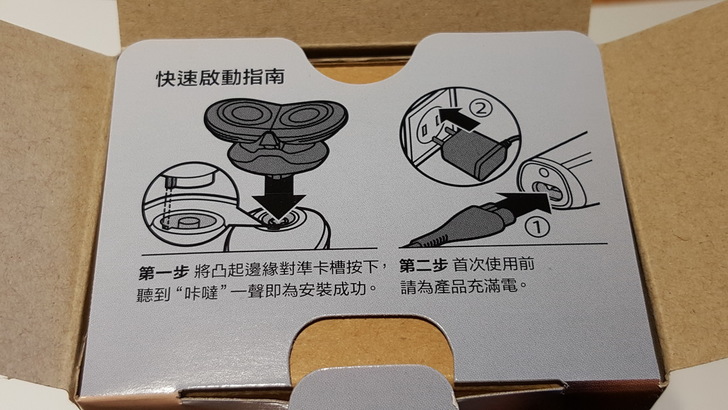 快速啟動指南
②
①
第一步 將凸起邊緣對準卡槽按下，
聽到“咔噠”一聲即為安裝成功。
第二步 首次使用前
請為產品充滿電。